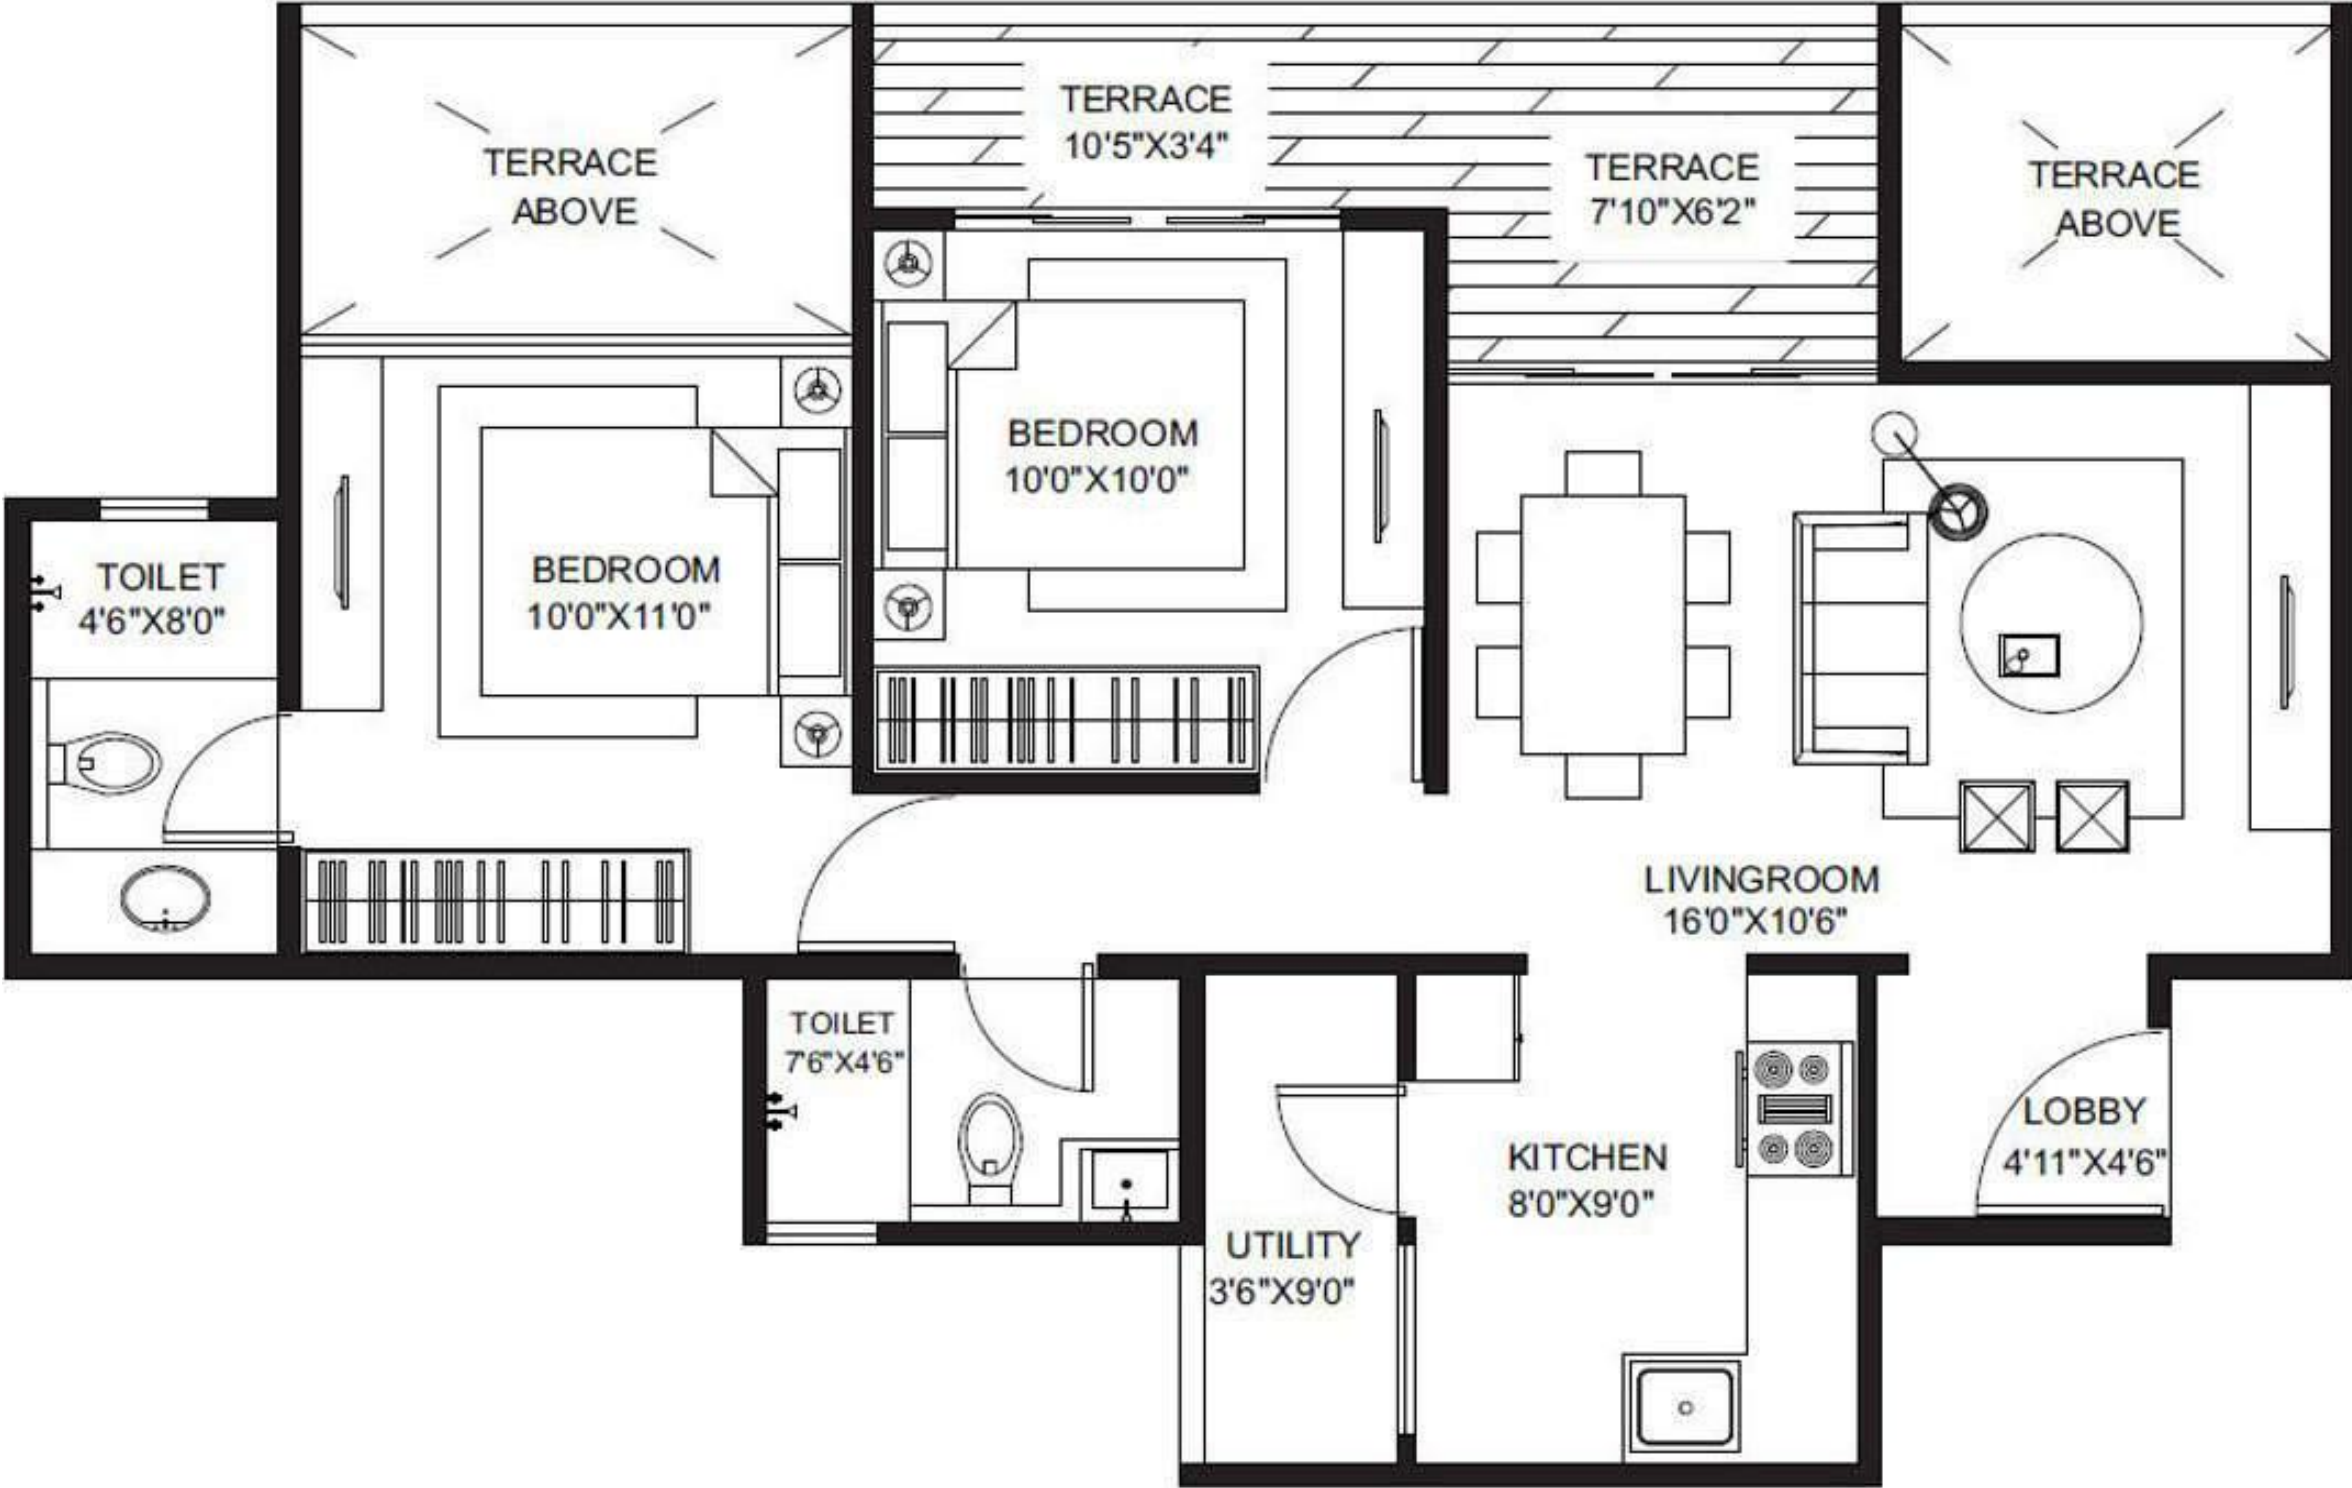 TERRACE
ABOVE
TERRACE
10'5"X3'4"
TERRACE
7'10"X6'2"
TERRACE
ABOVE
BEDROOM
10'0"X10'0"
TOILET
4'6"X8'0"
BEDROOM
10'0"X11'0"
LIVINGROOM
16'0"X10'6"
TOILET
7'6"X4'6"
LOBBY
4'11"X4'6"
KITCHEN
8'0"X9'0"
UTILITY
3'6"X9'0"